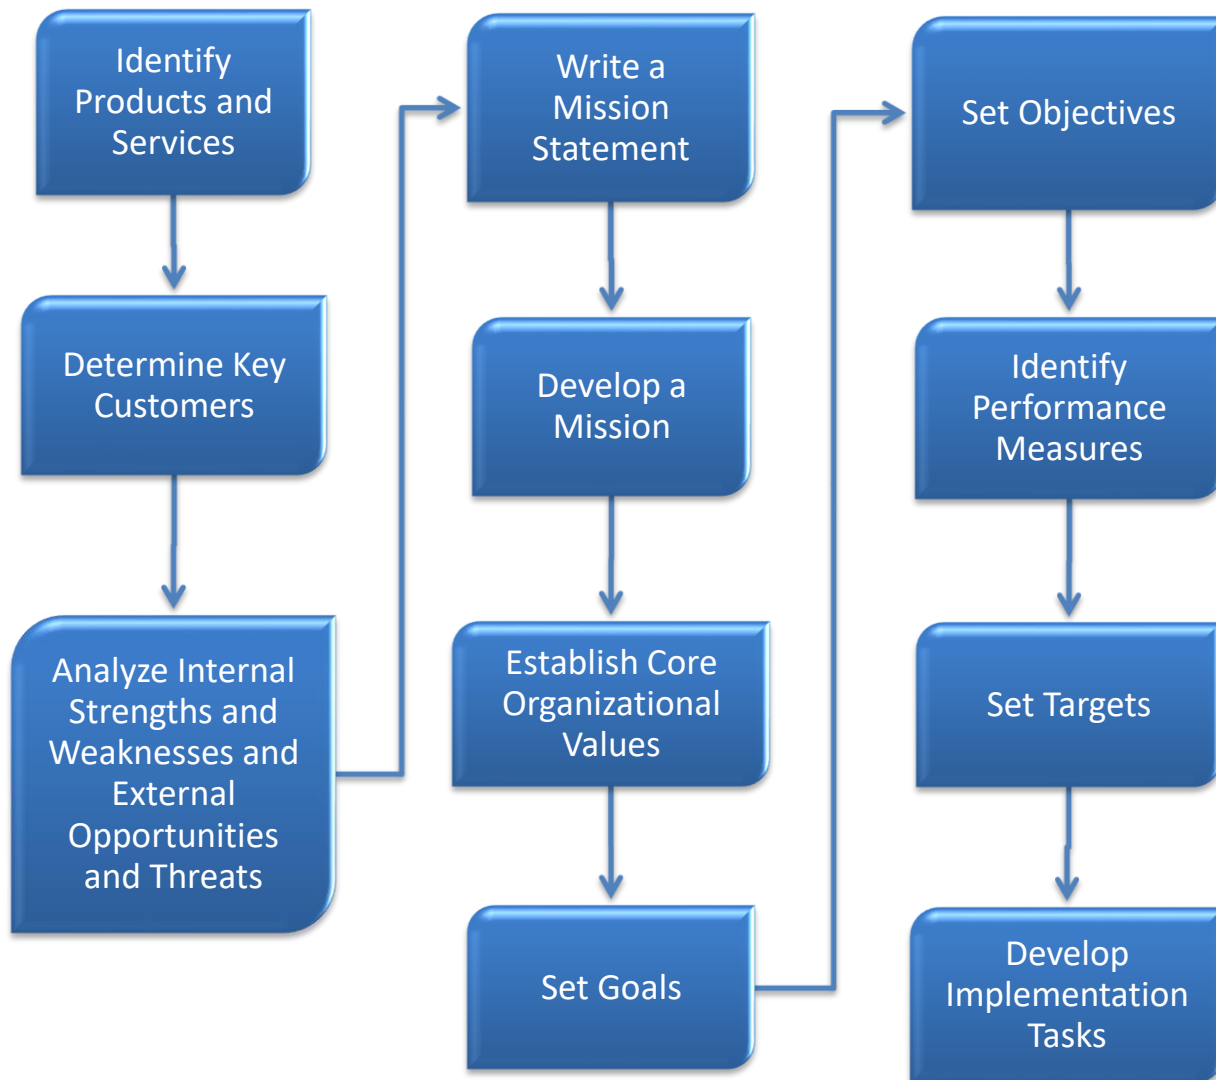 Identify
Products and
Services
Determine Key
Customers
Analyze Internal
Strengths and
Weaknesses and
External
Opportunities
and Threats
Write a
Mission
Statement
Develop a
Mission
Establish Core
Organizational
Values
Set Goals
Set Objectives
Identify
Performance
Measures
Set Targets
Develop
Implementation
Tasks